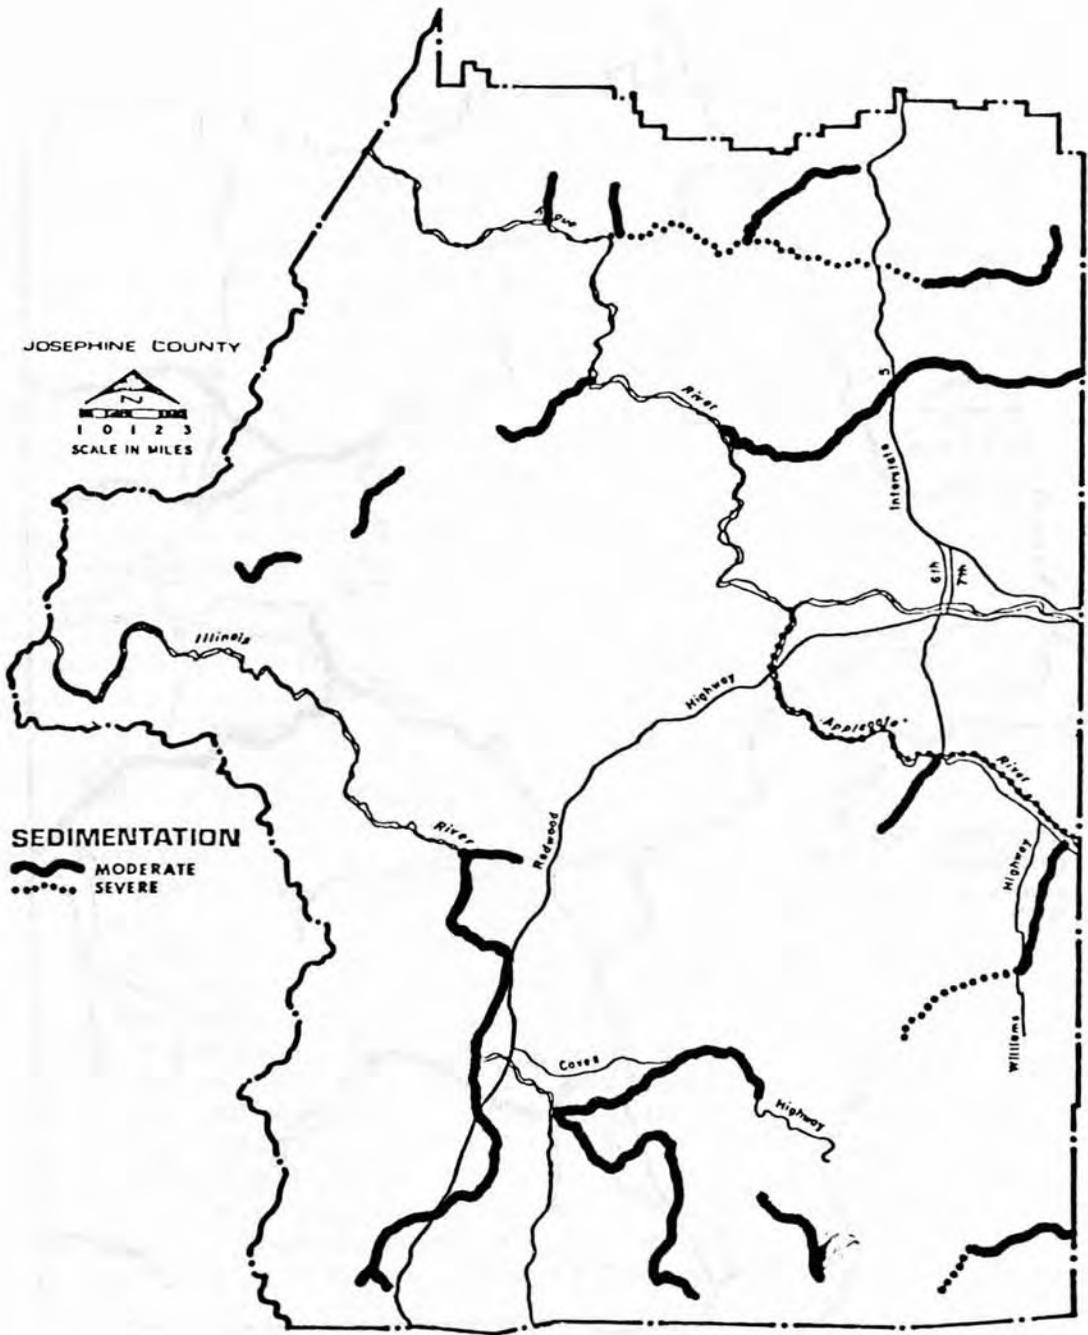 JOSEPHINE COUNTY
N
1 0 1 2 3
SCALE IN MILES
Rogue
River
Interstate 5
6th
7th
Illinois
River
Highway
Redwood
Applegate
River
Highway
Williams
SEDIMENTATION
MODERATE
SEVERE
Caves
Highway